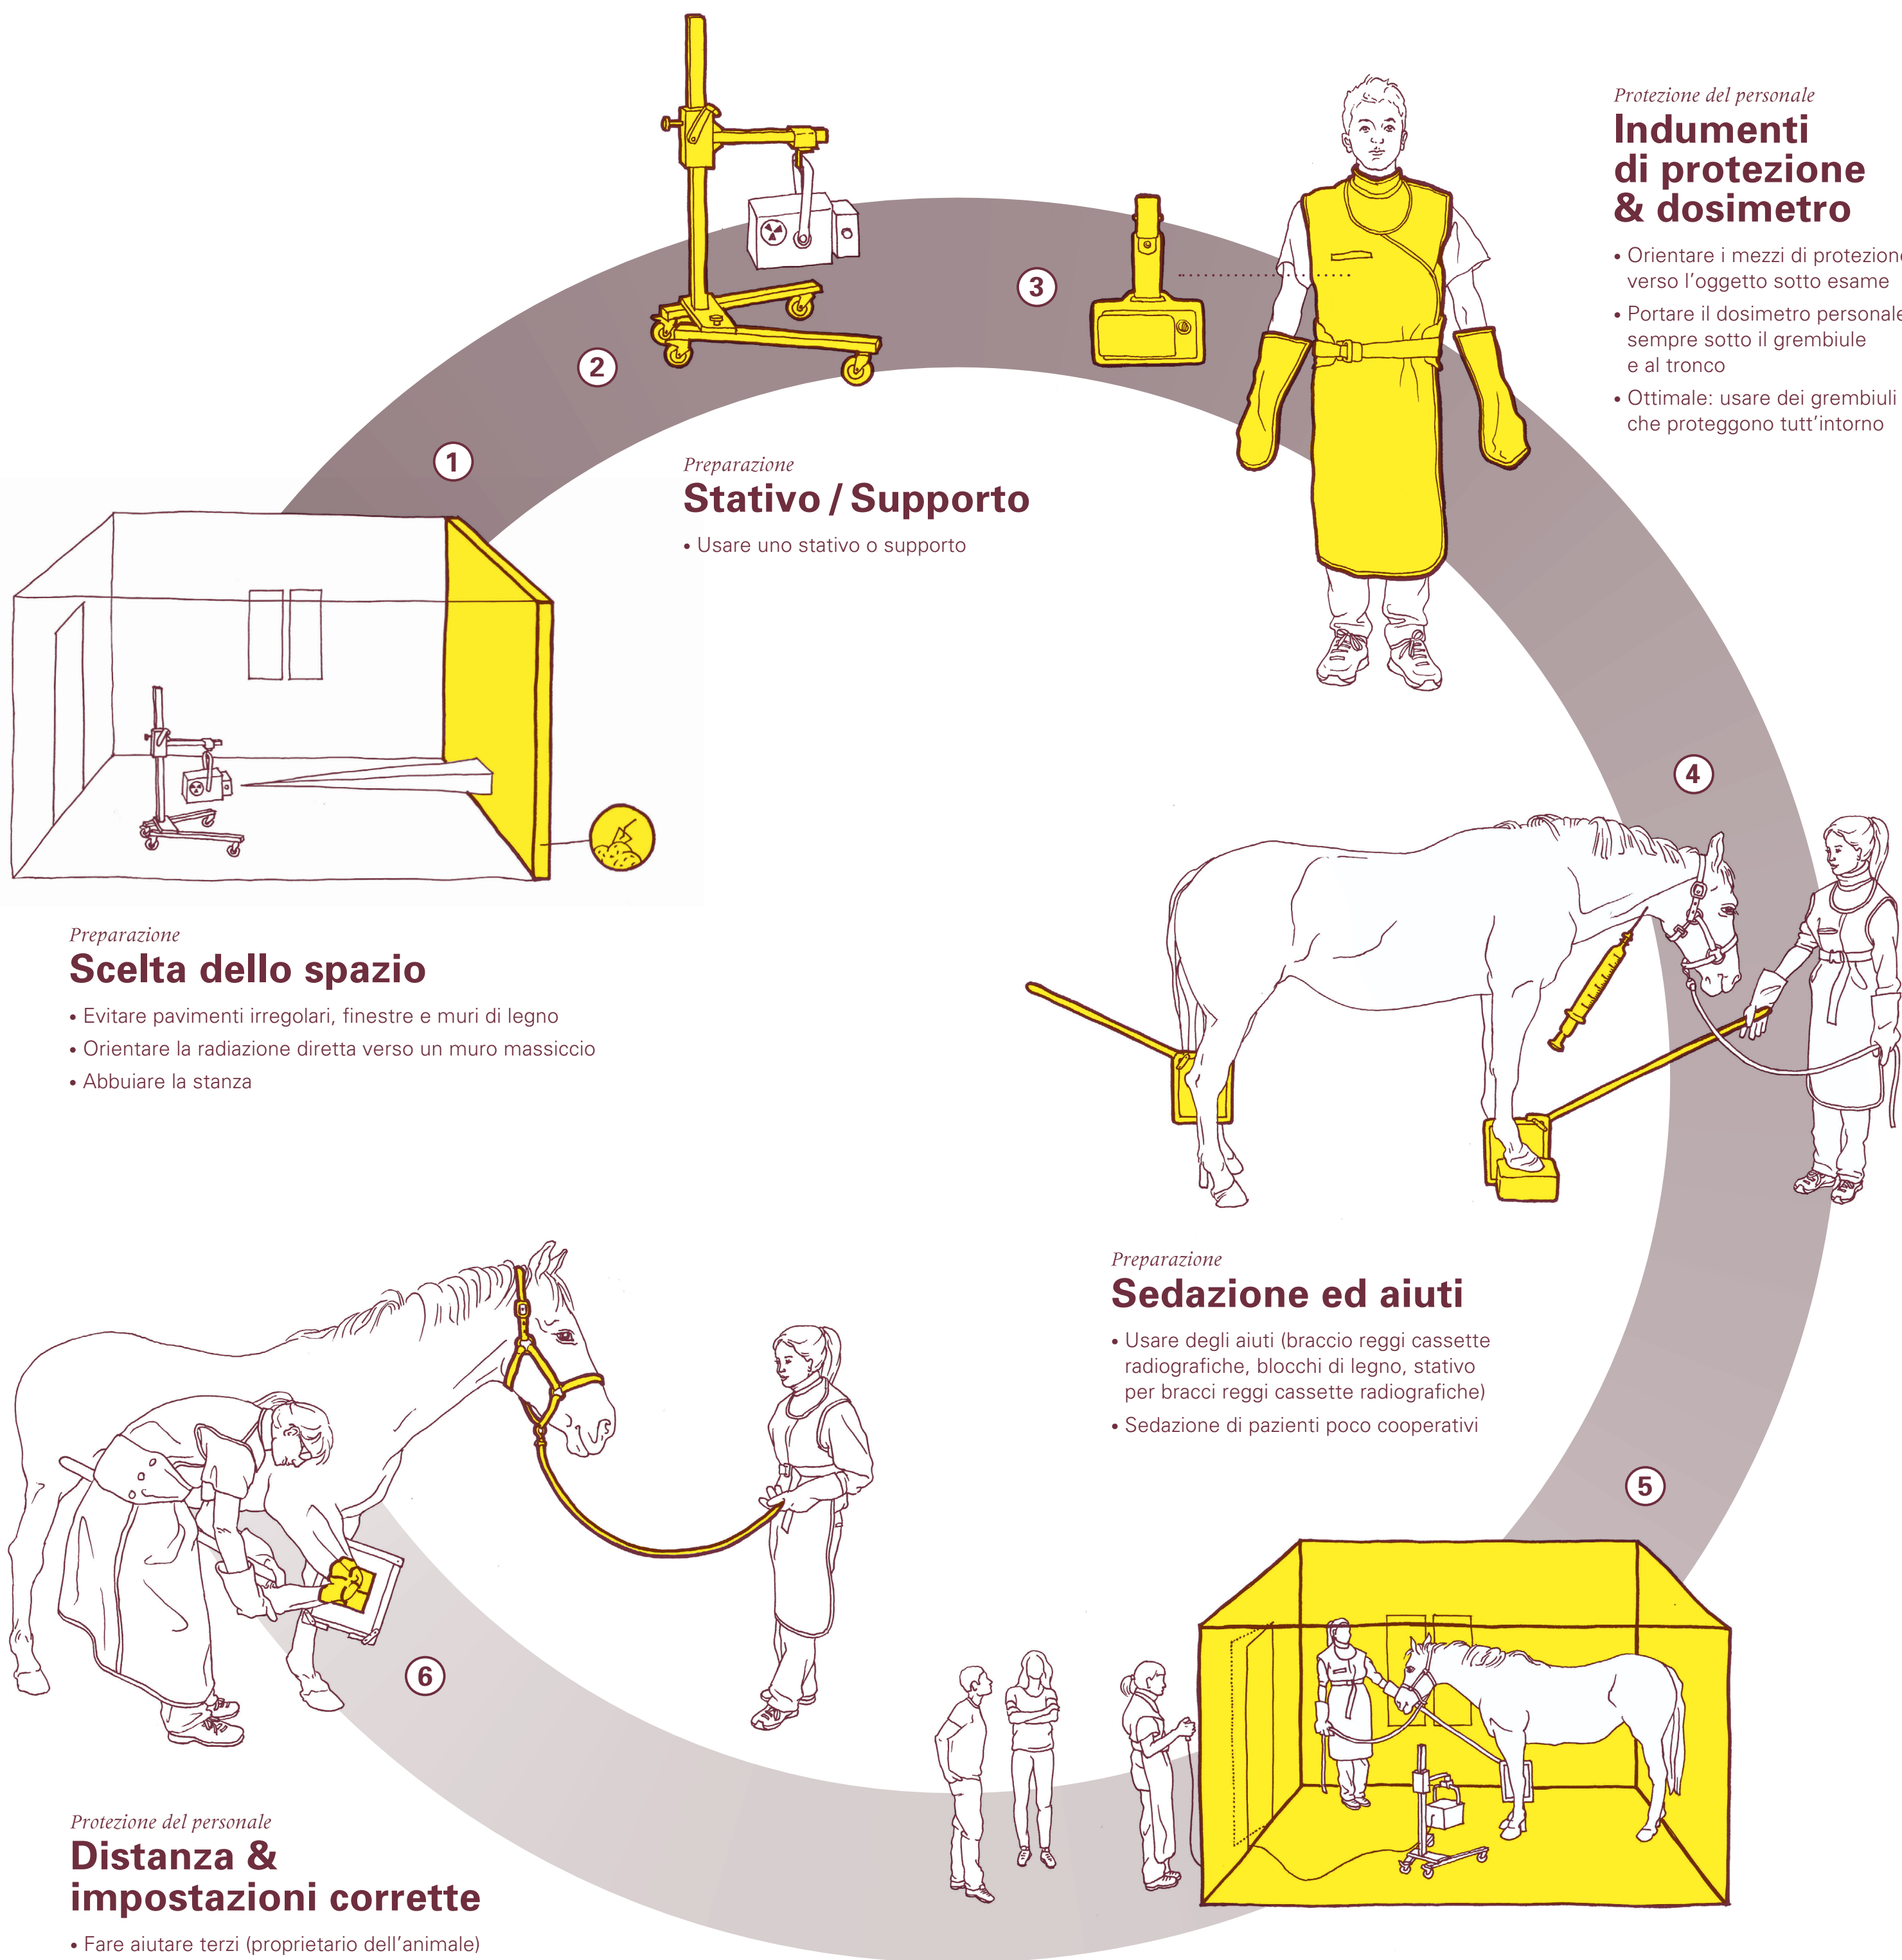 1
Preparazione
Scelta dello spazio
• Evitare pavimenti irregolari, finestre e muri di legno
• Orientare la radiazione diretta verso un muro massiccio
• Abbuiare la stanza
2
Preparazione
Stativo / Supporto
• Usare uno stativo o supporto
3
Protezione del personale
Indumenti
di protezione
& dosimetro
• Orientare i mezzi di protezione
verso l’oggetto sotto esame
• Portare il dosimetro personale
sempre sotto il grembiule
e al tronco
• Ottimale: usare dei grembiuli
che proteggono tutt’intorno
4
Preparazione
Sedazione ed aiuti
• Usare degli aiuti (braccio reggi cassette
radiografiche, blocchi di legno, stativo
per bracci reggi cassette radiografiche)
• Sedazione di pazienti poco cooperativi
5
6
Protezione del personale
Distanza &
impostazioni corrette
• Fare aiutare terzi (proprietario dell’animale)